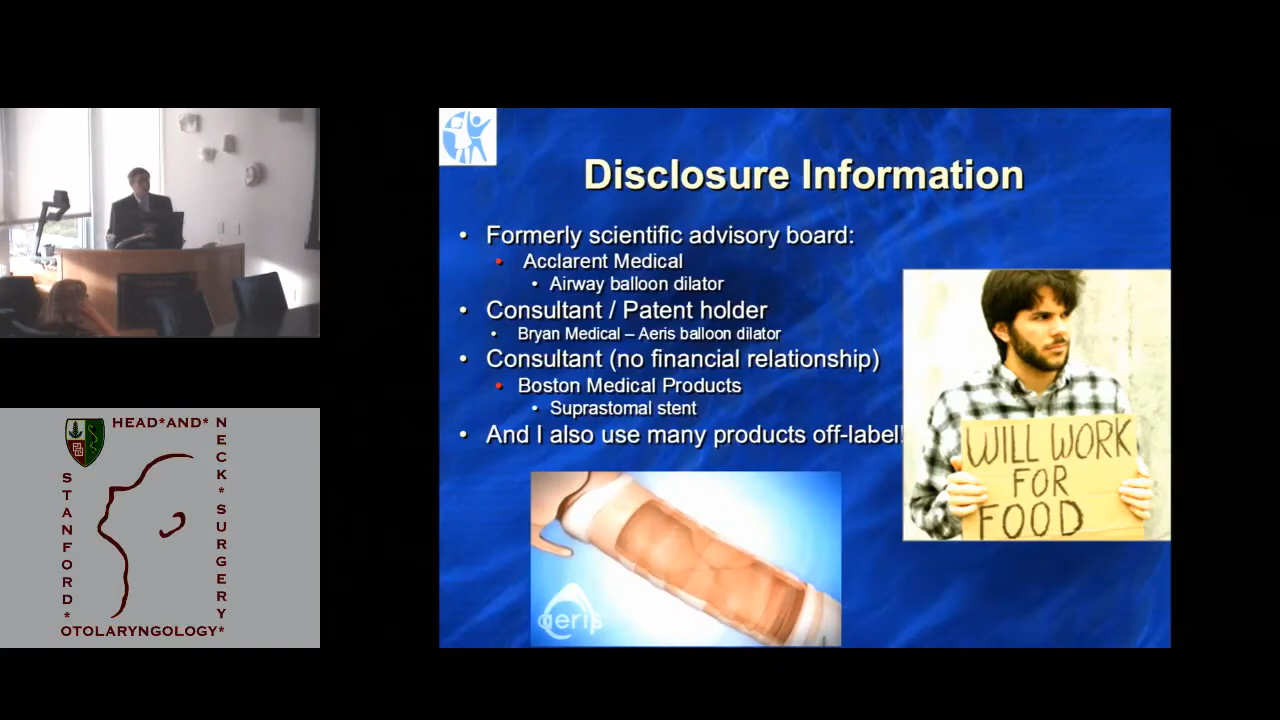 Disclosure Information
• Formerly scientific advisory board:
• Acclarent Medical
• Airway balloon dilator
• Consultant / Patent holder
• Bryan Medical – Aeris balloon dilator
• Consultant (no financial relationship)
• Boston Medical Products
• Suprastomal stent
• And I also use many products off-label!
WILL WORK
FOR
FOOD
aeris
HEAD*AND*
NECK*SURGERY*
STANFORD*
OTOLARYNGOLOGY*